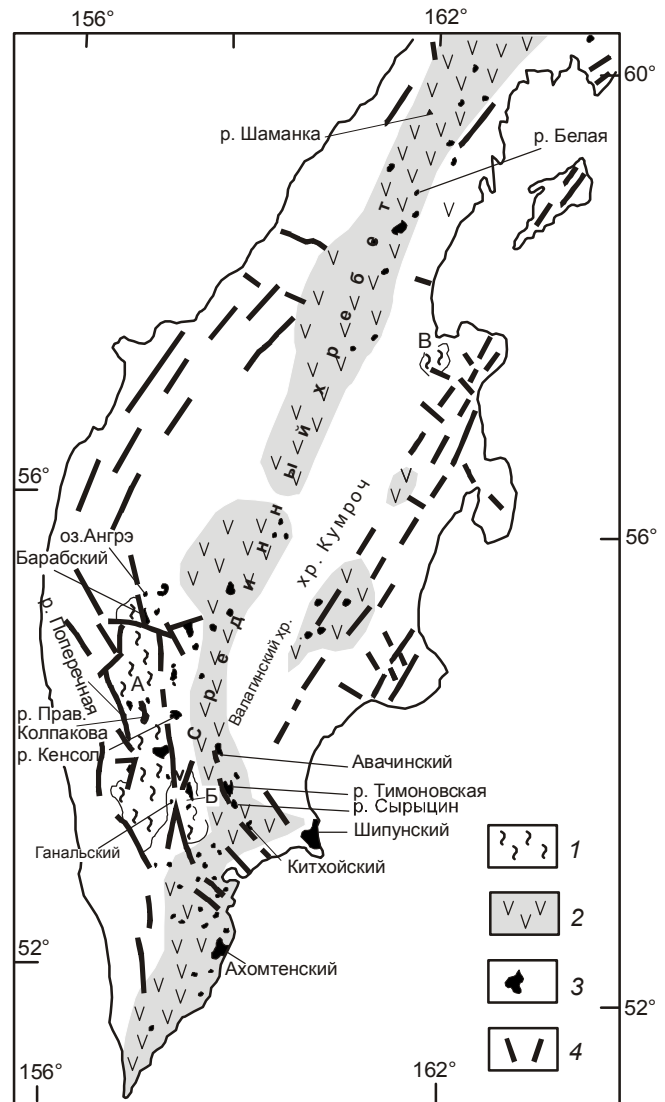 156°
162°
60°
р. Шаманка
р. Белая
Срединный хребет
В
56°
56°
хр. Кумроч
оз.Ангрэ
Барабский
р. Поперечная
Валагинский хр.
А
р. Прав.
Колпакова
р. Кенсол
Авачинский
р. Тимоновская
Б
р. Сырыцин
Шипунский
Ганальский
Китхойский
1
2
52°
Ахомтенский
3
52°
4
156°
162°